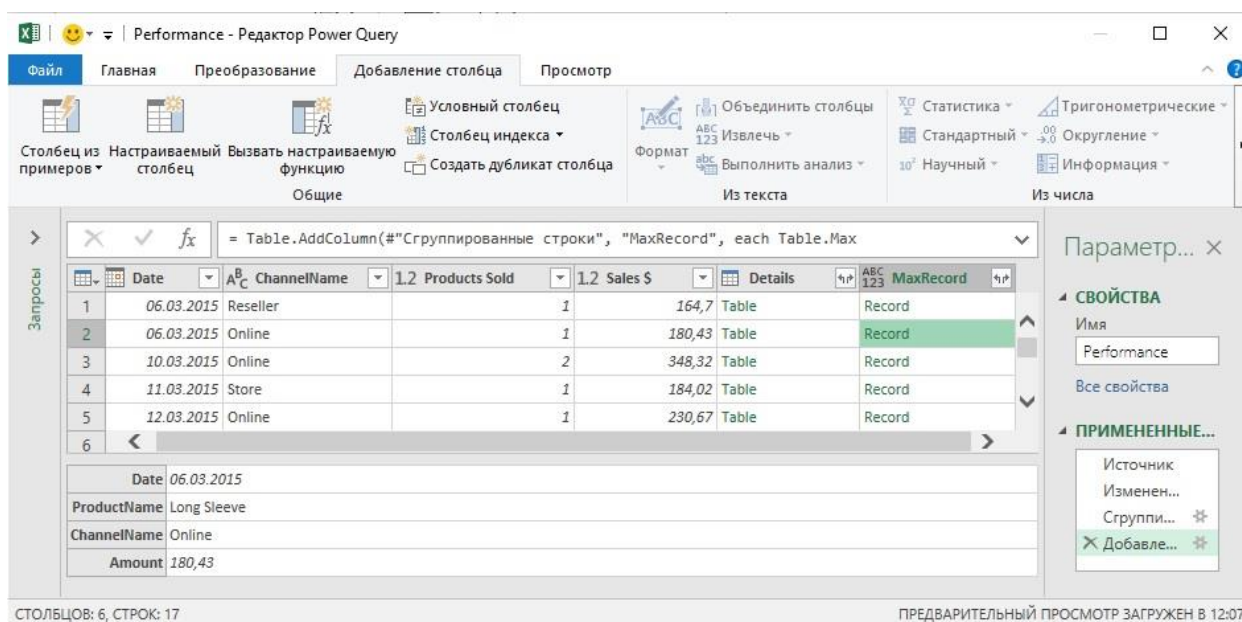 Performance - Редактор Power Query
Файл Главная Преобразование Добавление столбца Просмотр
Столбец из примеров
Настраиваемый столбец
Вызвать настраиваемую функцию
Условный столбец
Столбец индекса
Создать дубликат столбца
Общие
Формат
Объединить столбцы
Извлечь
Выполнить анализ
Из текста
Статистика
Стандартный
Научный
Тригонометрические
Округление
Информация
Из числа
Запросы
fx = Table.AddColumn(#"Сгруппированные строки", "MaxRecord", each Table.Max
Date ABC ChannelName 1.2 Products Sold 1.2 Sales $ Details ABC 123 MaxRecord
1 06.03.2015 Reseller 1 164,7 Table Record
2 06.03.2015 Online 1 180,43 Table Record
3 10.03.2015 Online 2 348,32 Table Record
4 11.03.2015 Store 1 184,02 Table Record
5 12.03.2015 Online 1 230,67 Table Record
6
Date 06.03.2015
ProductName Long Sleeve
ChannelName Online
Amount 180,43
Параметр...
СВОЙСТВА
Имя
Performance
Все свойства
ПРИМЕНЕННЫЕ...
Источник
Изменен...
Сгруппи...
Добавле...
СТОЛБЦОВ: 6, СТРОК: 17
ПРЕДВАРИТЕЛЬНЫЙ ПРОСМОТР ЗАГРУЖЕН В 12:07